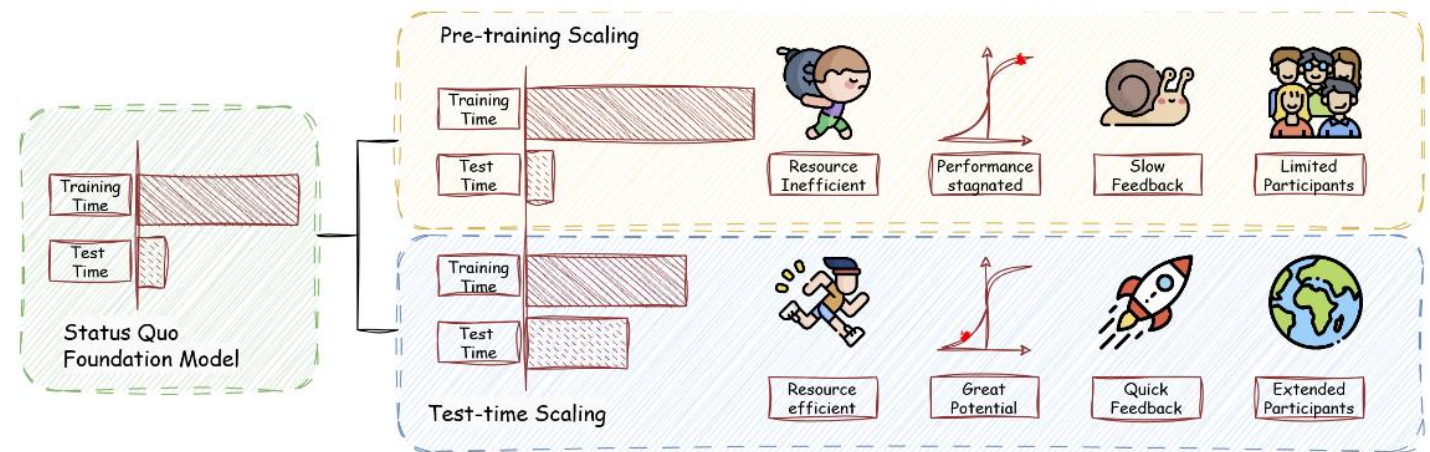 Training
Time
Test
Time
Status Quo
Foundation Model
Pre-training Scaling
Training
Time
Test
Time
Resource
Inefficient
Performance
stagnated
Slow
Feedback
Limited
Participants
Training
Time
Test
Time
Test-time Scaling
Resource
efficient
Great
Potential
Quick
Feedback
Extended
Participants